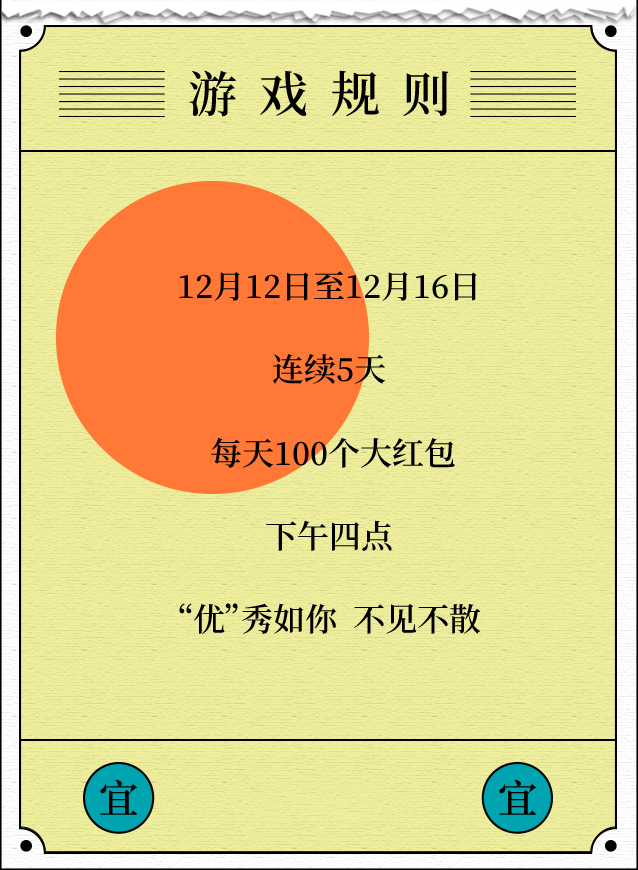 游戏规则
12月12日至12月16日
连续5天
每天100个大红包
下午四点
“优”秀如你 不见不散
宜 宜